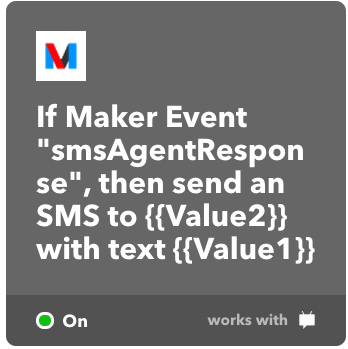 If Maker Event
"smsAgentRespon
se", then send an
SMS to {{Value2}}
with text {{Value1}}
On
works with